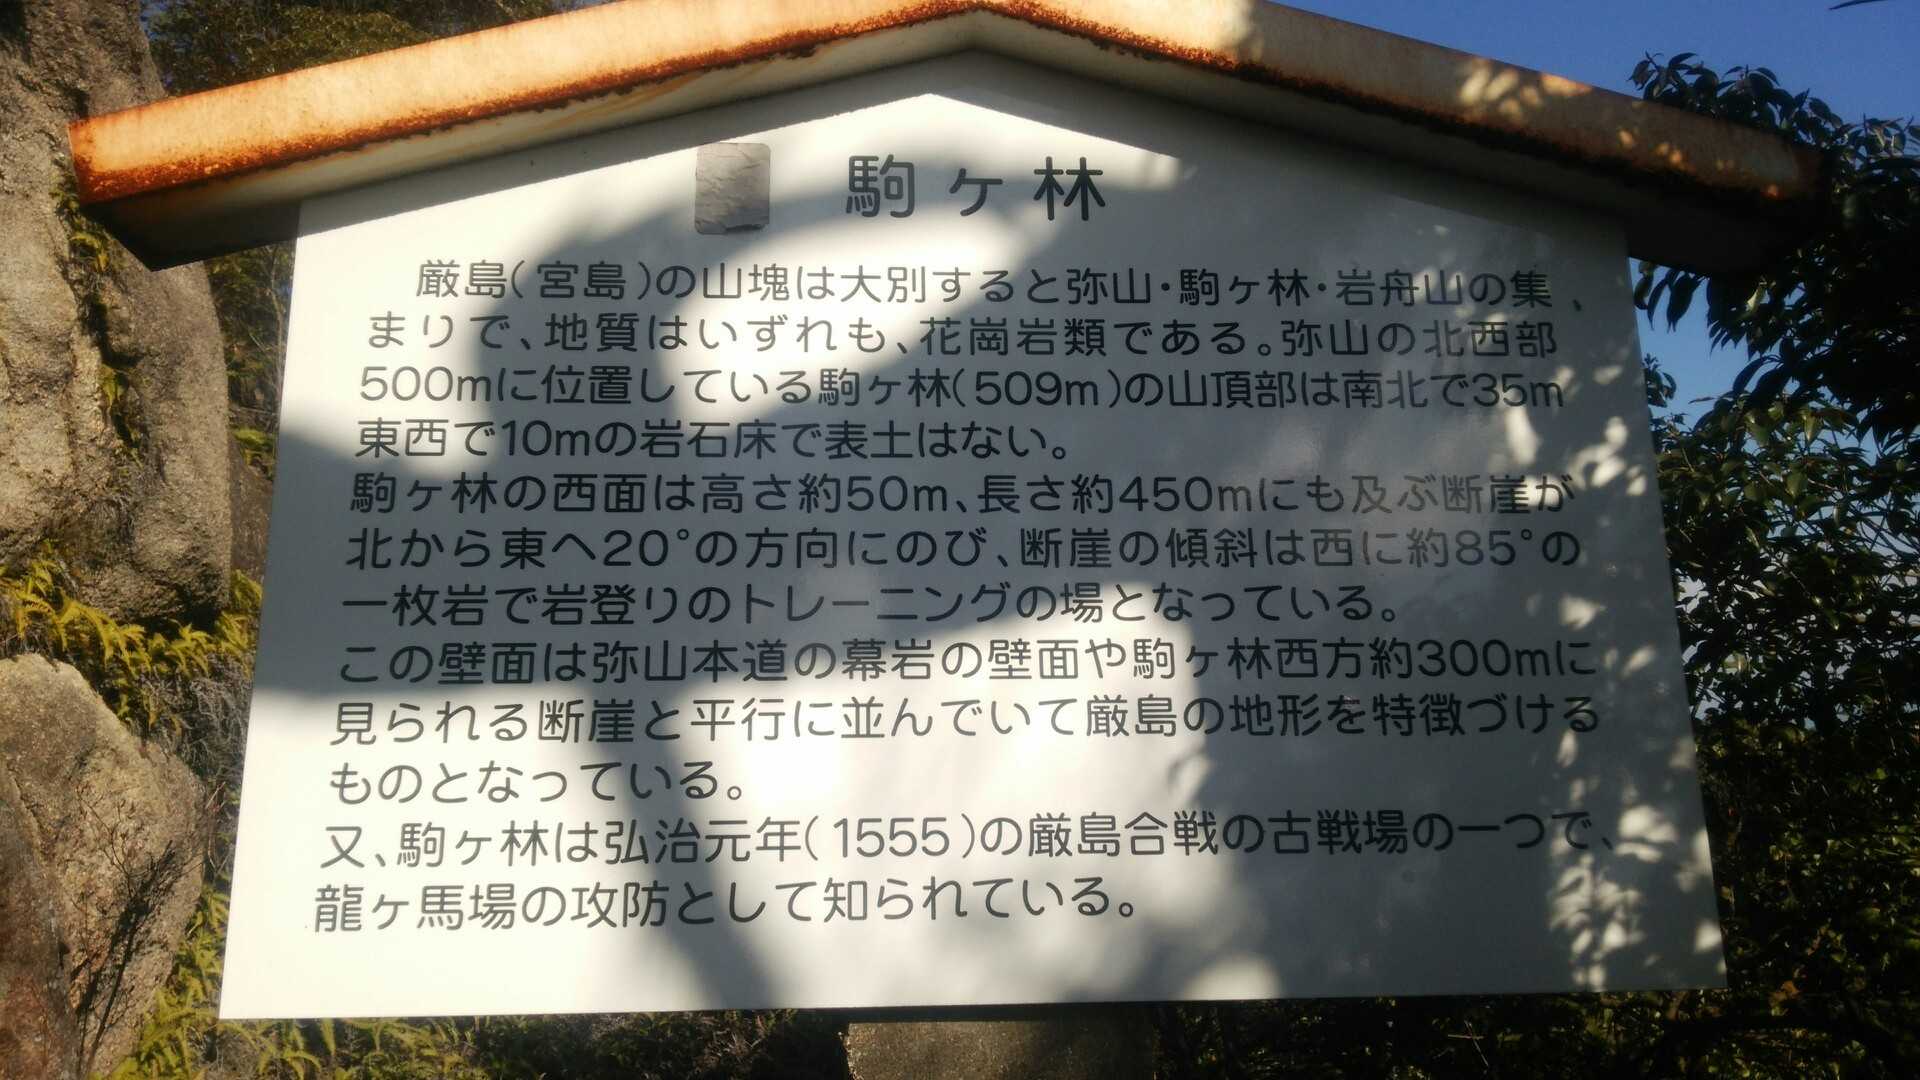 駒ヶ林
厳島(宮島)の山塊は大別すると弥山・駒ヶ林・岩舟山の集
まりで、地質はいずれも、花崗岩類である。弥山の北西部
500mに位置している駒ヶ林(509m)の山頂部は南北で35m、
東西で10mの岩石床で表土はない。
駒ヶ林の西面は高さ約50m、長さ約450mにも及ぶ断崖が
北から東へ20°の方向にのび、断崖の傾斜は西に約85°の
一枚岩で岩登りのトレーニングの場となっている。
この壁面は弥山本道の幕岩の壁面や駒ヶ林西方約300mに
見られる断崖と平行に並んでいて厳島の地形を特徴づける
ものとなっている。
又、駒ヶ林は弘治元年(1555)の厳島合戦の古戦場の一つで、
龍ヶ馬場の攻防として知られている。